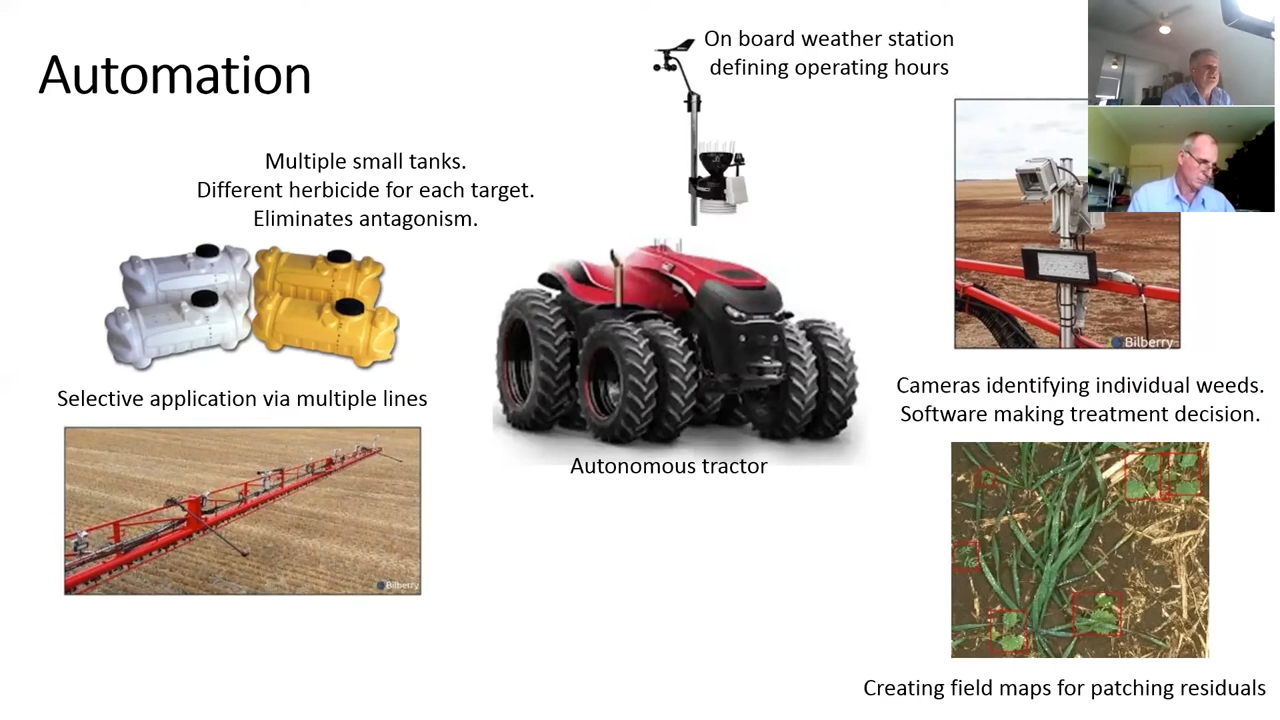 Automation
On board weather station
defining operating hours
Multiple small tanks.
Different herbicide for each target.
Eliminates antagonism.
Selective application via multiple lines
Bilberry
Autonomous tractor
Bilberry
Cameras identifying individual weeds.
Software making treatment decision.
Creating field maps for patching residuals